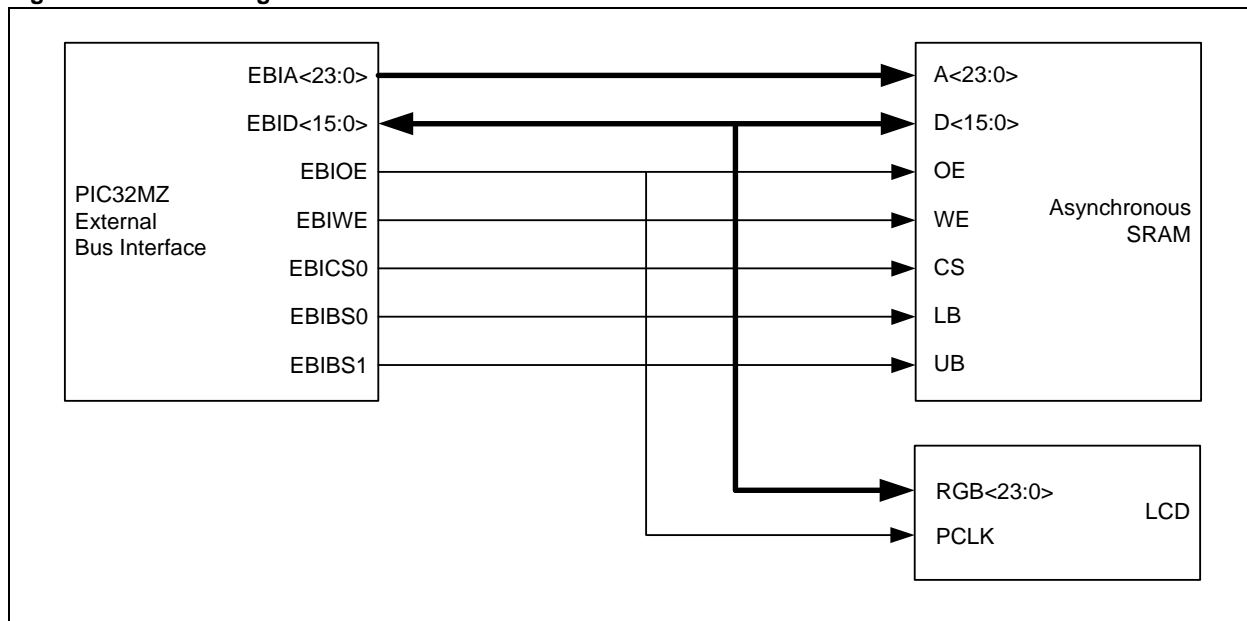 EBIA<23:0>
EBID<15:0>
EBIOE
EBIWE
EBICS0
EBIBS0
EBIBS1
PIC32MZ
External
Bus Interface
A<23:0>
D<15:0>
OE
WE
CS
LB
UB
Asynchronous
SRAM
RGB<23:0>
PCLK
LCD